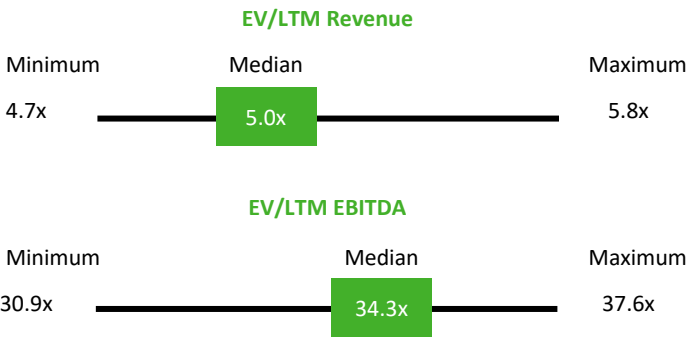 EV/LTM Revenue
Minimum Median Maximum
4.7x 5.0x 5.8x
EV/LTM EBITDA
Minimum Median Maximum
30.9x 34.3x 37.6x